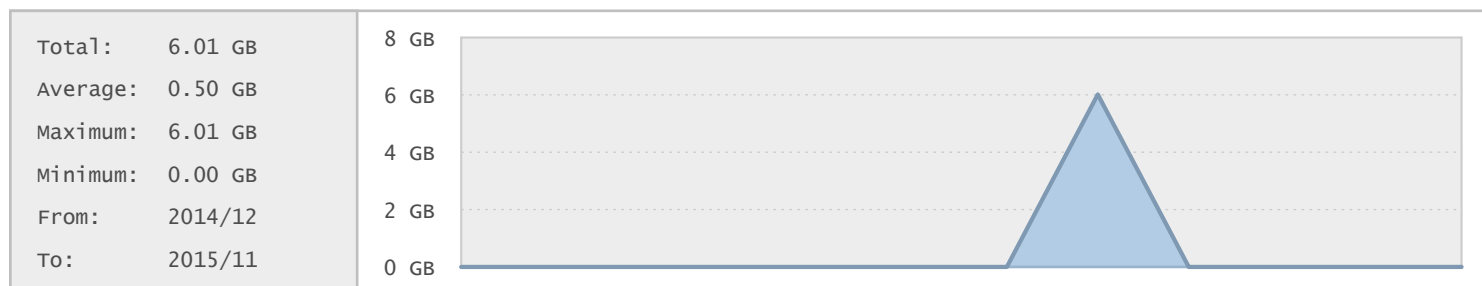 Total: 6.01 GB
Average: 0.50 GB
Maximum: 6.01 GB
Minimum: 0.00 GB
From: 2014/12
To: 2015/11
8 GB
6 GB
4 GB
2 GB
0 GB